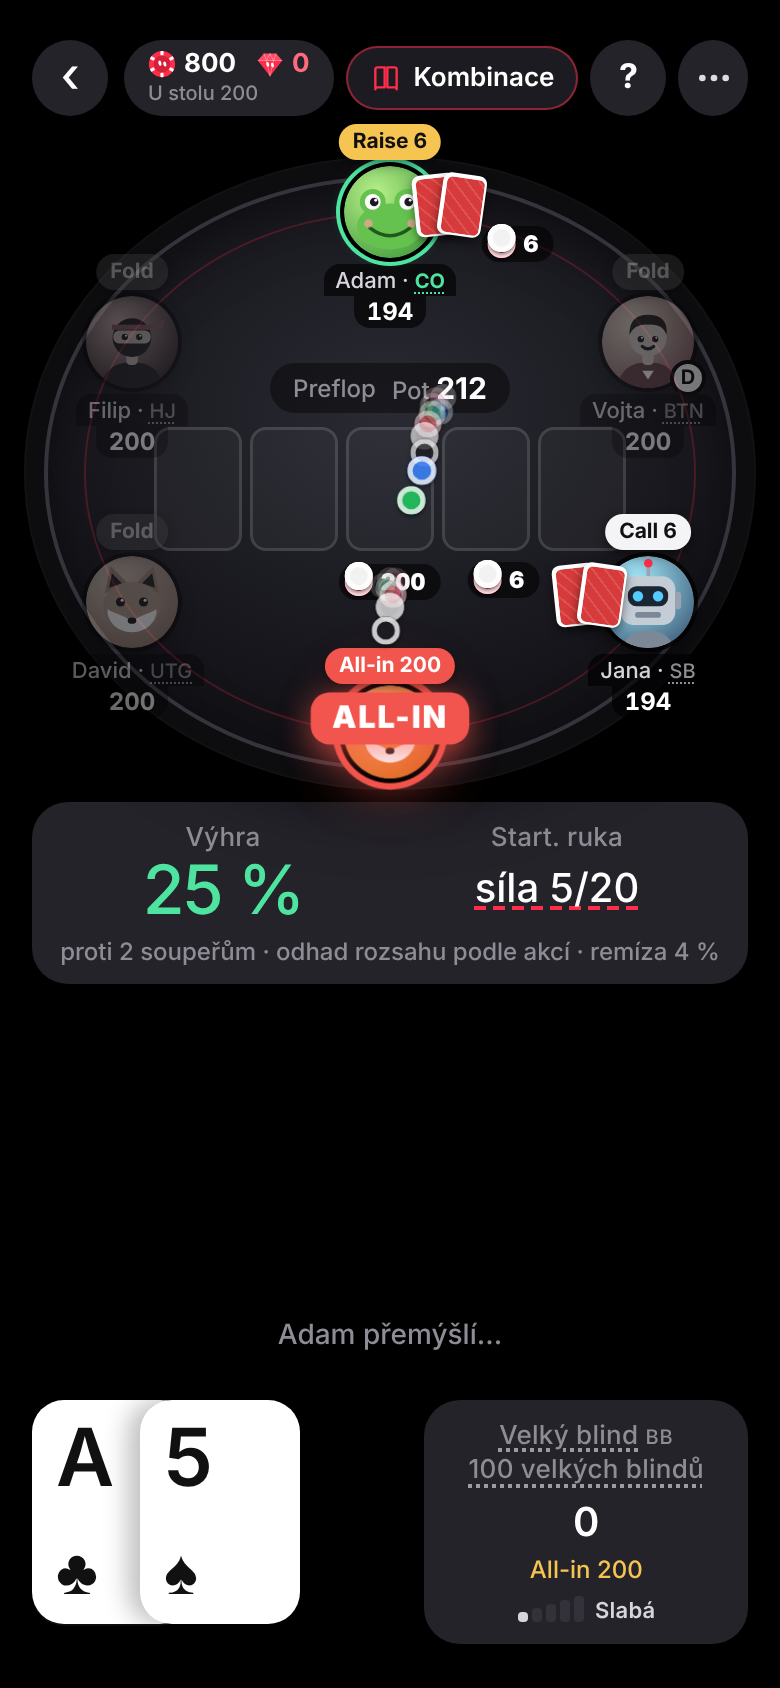 800 0
U stolu 200
Kombinace
?
Raise 6
6
Adam · CO
194
Fold
Fold
D
Filip · HJ
200
Vojta · BTN
200
Preflop Pot 212
Fold
Call 6
200
6
David · UTG
200
Jana · SB
194
All-in 200
ALL-IN
Výhra
25 %
Start. ruka
síla 5/20
proti 2 soupeřům · odhad rozsahu podle akcí · remíza 4 %
Adam přemýšlí...
A
5
Velký blind BB
100 velkých blindů
0
All-in 200
Slabá